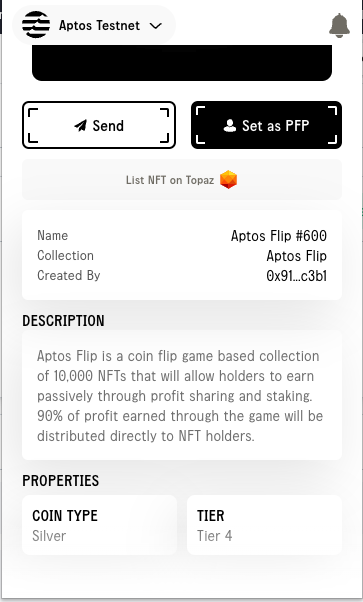 Aptos Testnet
Send
Set as PFP
List NFT on Topaz
Name Aptos Flip #600
Collection Aptos Flip
Created By 0x91...c3b1
DESCRIPTION
Aptos Flip is a coin flip game based collection
of 10,000 NFTs that will allow holders to earn
passively through profit sharing and staking.
90% of profit earned through the game will be
distributed directly to NFT holders.
PROPERTIES
COIN TYPE
Silver
TIER
Tier 4